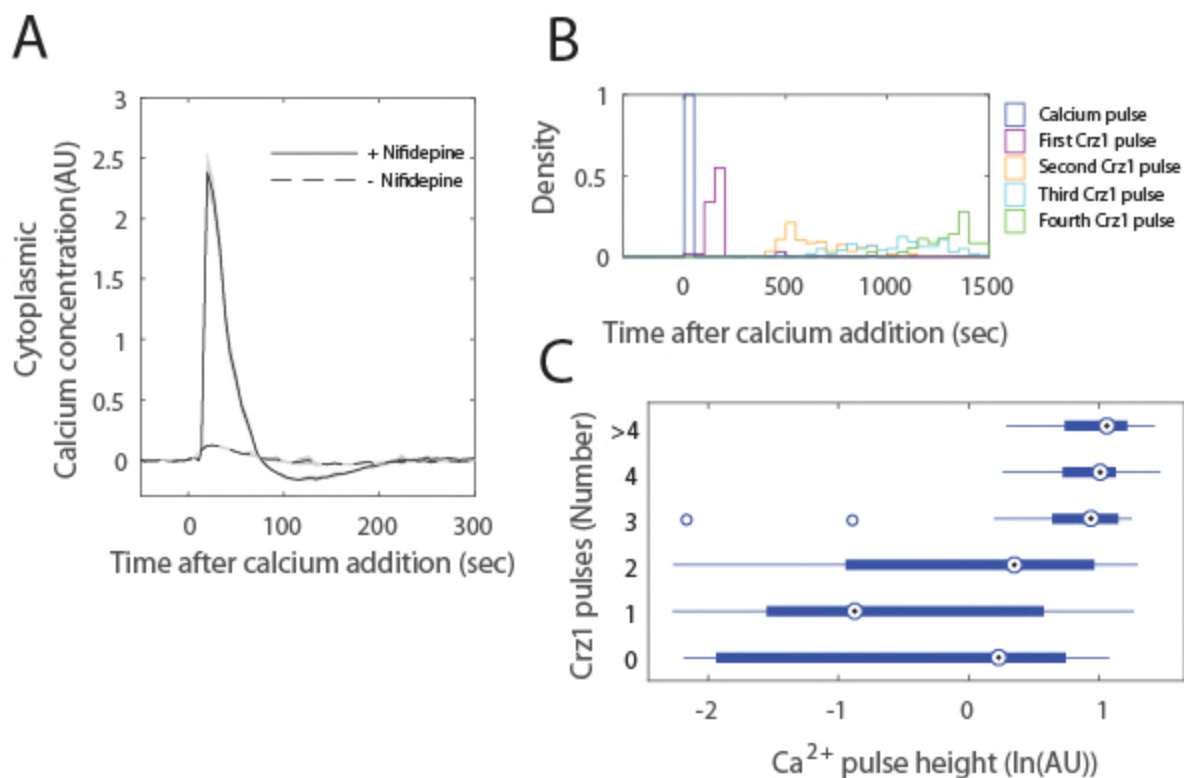 A
Cytoplasmic
Calcium concentration(AU)
3
2.5
2
1.5
1
0.5
0
+ Nifidepine
- Nifidepine
0 100 200 300
Time after calcium addition (sec)
B
Density
1
0.5
0
Calcium pulse
First Crz1 pulse
Second Crz1 pulse
Third Crz1 pulse
Fourth Crz1 pulse
0 500 1000 1500
Time after calcium addition (sec)
C
Crz1 pulses (Number)
>4
4
3
2
1
0
-2 -1 0 1
Ca2+ pulse height (ln(AU))